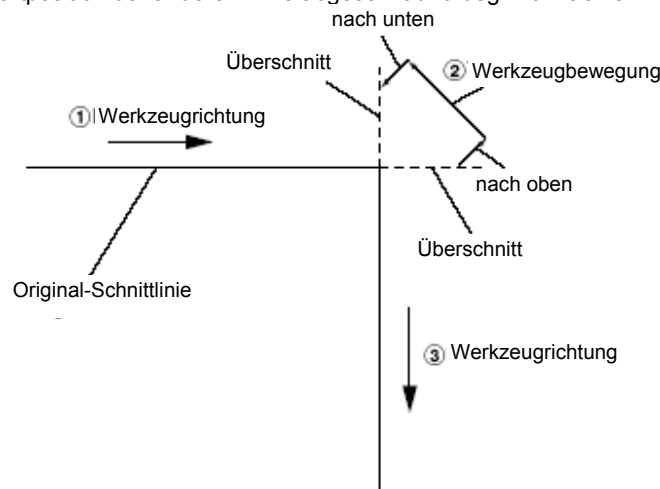 nach unten
Überschnitt
② Werkzeugbewegung
① Werkzeugrichtung
nach oben
Überschnitt
Original-Schnittlinie
③ Werkzeugrichtung